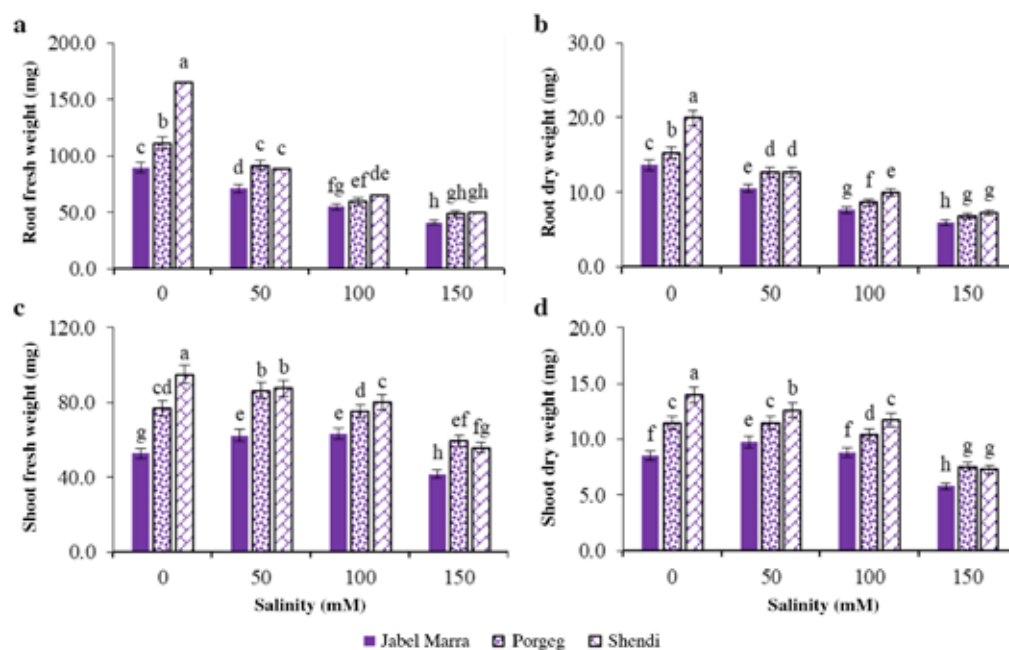 a
Root fresh weight (mg)
200.0
150.0
100.0
50.0
0.0
c b a
d c c
fg ef de
h gh gh
0 50 100 150
b
Root dry weight (mg)
30.0
20.0
10.0
0.0
c b a
e d d
g f e
h g g
0 50 100 150
c
Shoot fresh weight (mg)
120.0
80.0
40.0
0.0
g cd a
e b b
e d c
h ef fg
0 50 100 150
Salinity (mM)
d
Shoot dry weight (mg)
20.0
15.0
10.0
5.0
0.0
f c a
e c b
f d c
h g g
0 50 100 150
Salinity (mM)
Jabel Marra Porgeg Shendi